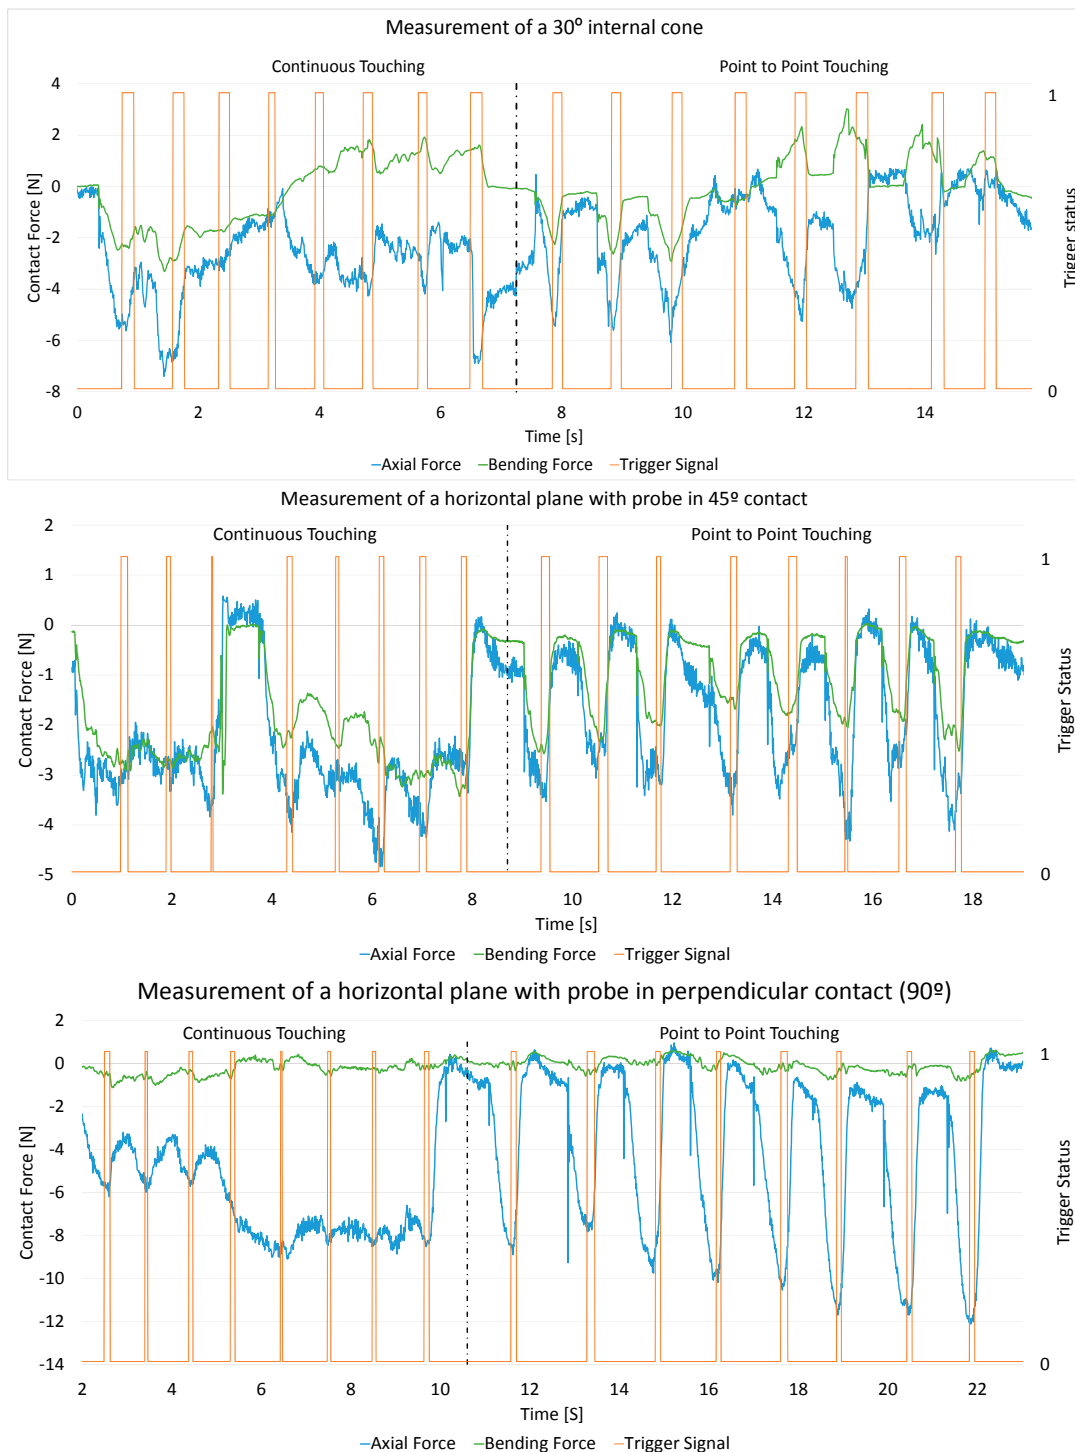 Measurement of a 30º internal cone
Continuous Touching
Point to Point Touching
4
2
0
-2
-4
-6
-8
Contact Force [N]
1
0
Trigger status
0 2 4 6 8 10 12 14
Time [s]
Axial Force Bending Force Trigger Signal
Measurement of a horizontal plane with probe in 45º contact
Continuous Touching
Point to Point Touching
2
1
0
-1
-2
-3
-4
-5
Contact Force [N]
1
0
Trigger Status
0 2 4 6 8 10 12 14 16 18
Time [s]
Axial Force Bending Force Trigger Signal
Measurement of a horizontal plane with probe in perpendicular contact (90º)
Continuous Touching
Point to Point Touching
2
0
-2
-4
-6
-8
-10
-12
-14
Contact Force [N]
1
0
Trigger Status
2 4 6 8 10 12 14 16 18 20 22
Time [S]
Axial Force Bending Force Trigger Signal